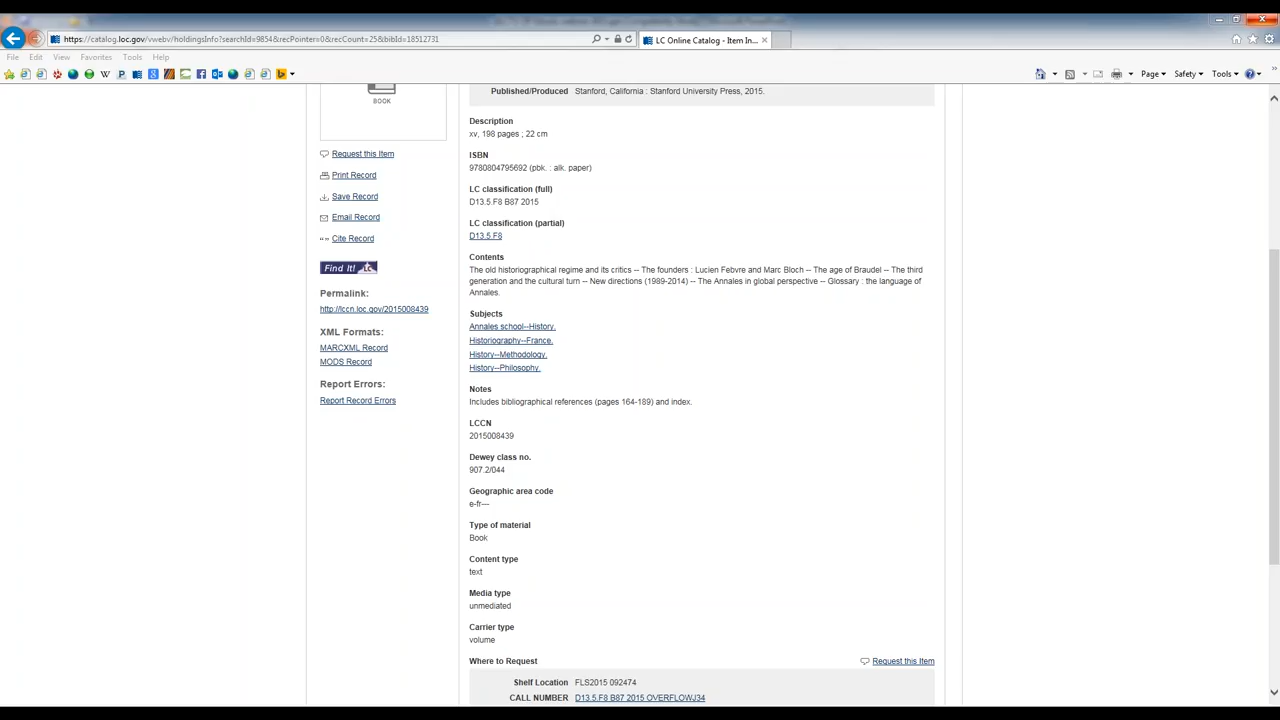 https://catalog.loc.gov/vwebv/holdingsInfo?searchId=9854&recPointer=0&recCount=25&bibId=18512731
LC Online Catalog - Item In...
File Edit View Favorites Tools Help
Page Safety Tools
BOOK
Request this Item
Print Record
Save Record
Email Record
Cite Record
Find It!
Permalink:
http://lccn.loc.gov/2015008439
XML Formats:
MARCXML Record
MODS Record
Report Errors:
Report Record Errors
Published/Produced Stanford, California : Stanford University Press, 2015.
Description
xv, 198 pages ; 22 cm
ISBN
9780804795692 (pbk. : alk. paper)
LC classification (full)
D13.5.F8 B87 2015
LC classification (partial)
D13.5.F8
Contents
The old historiographical regime and its critics -- The founders : Lucien Febvre and Marc Bloch -- The age of Braudel -- The third
generation and the cultural turn -- New directions (1989-2014) -- The Annales in global perspective -- Glossary : the language of
Annales.
Subjects
Annales school--History.
Historiography--France.
History--Methodology.
History--Philosophy.
Notes
Includes bibliographical references (pages 164-189) and index.
LCCN
2015008439
Dewey class no.
907.2/044
Geographic area code
e-fr---
Type of material
Book
Content type
text
Media type
unmediated
Carrier type
volume
Where to Request
Request this Item
Shelf Location FLS2015 092474
CALL NUMBER D13.5.F8 B87 2015 OVERFLOWJ34